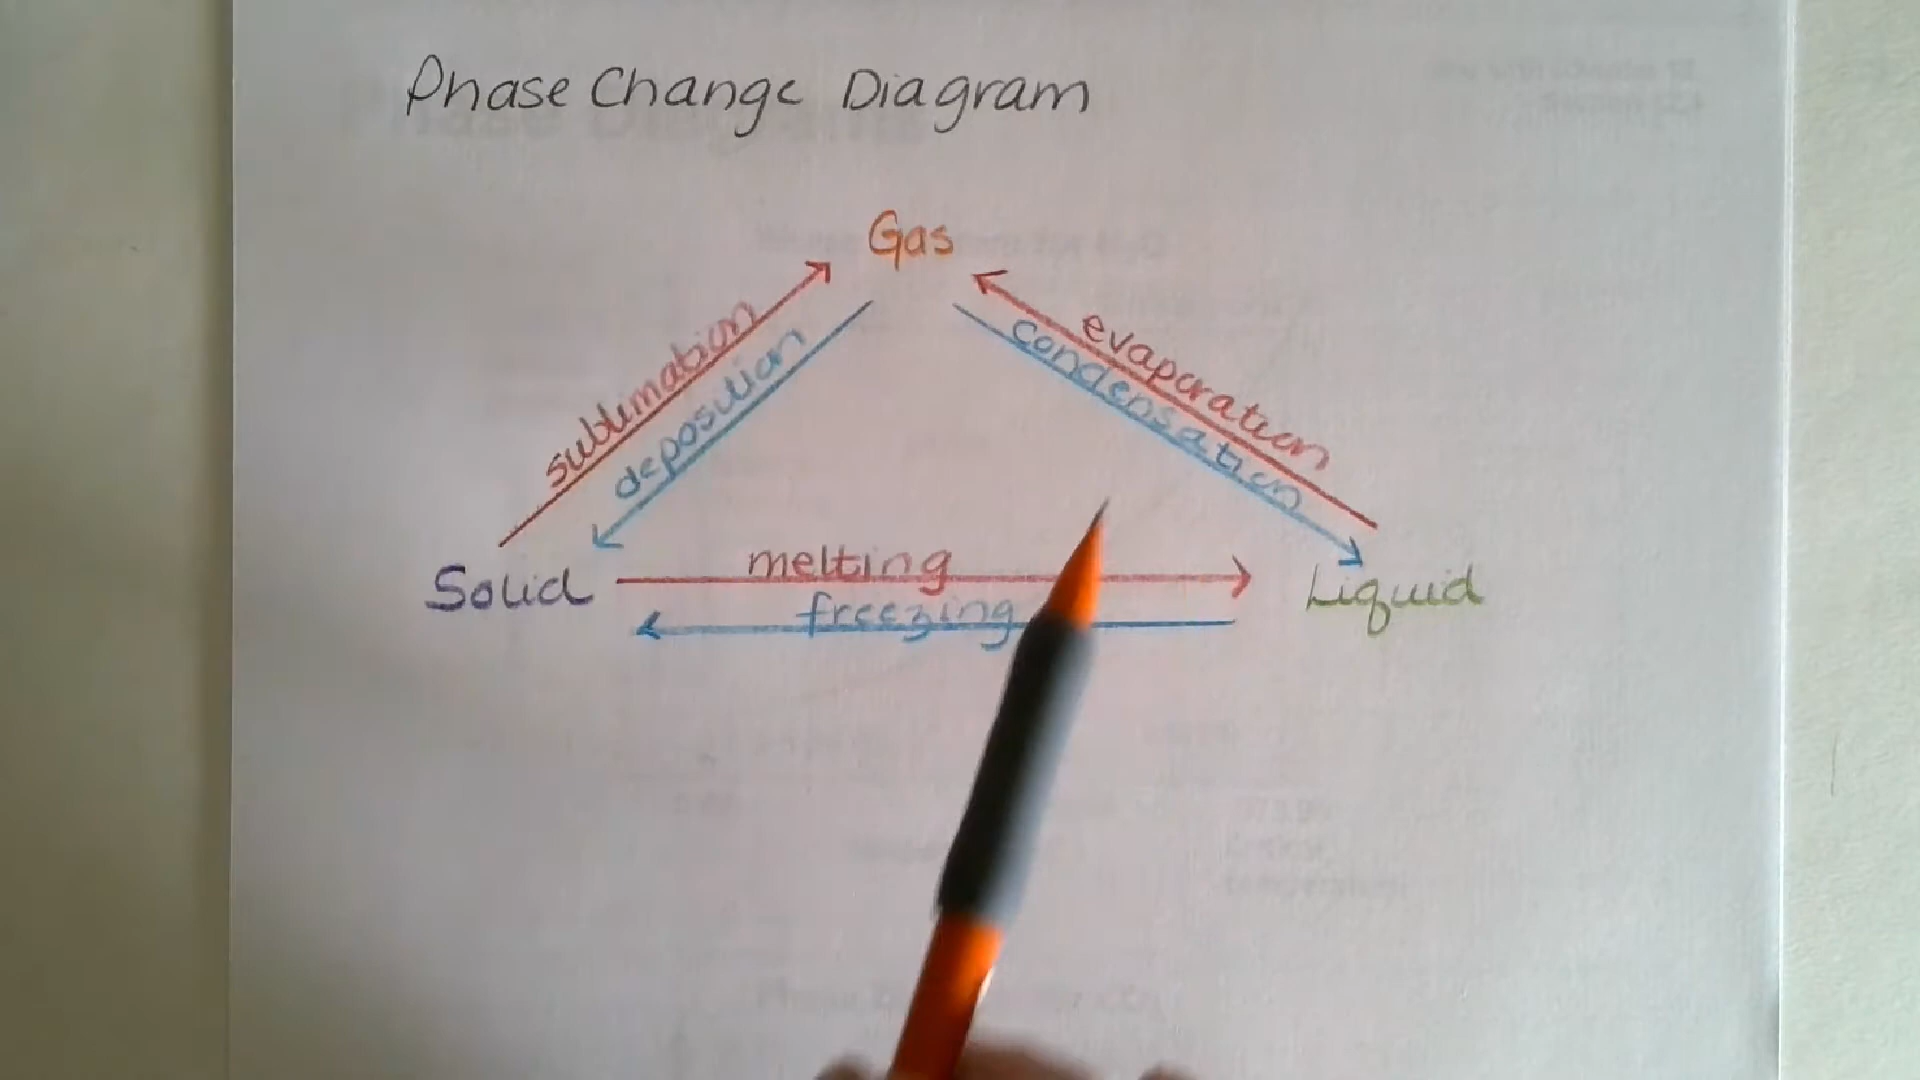 Phase Change Diagram
Gas
sublimation
deposition
evaporation
condensation
Solid
melting
freezing
Liquid